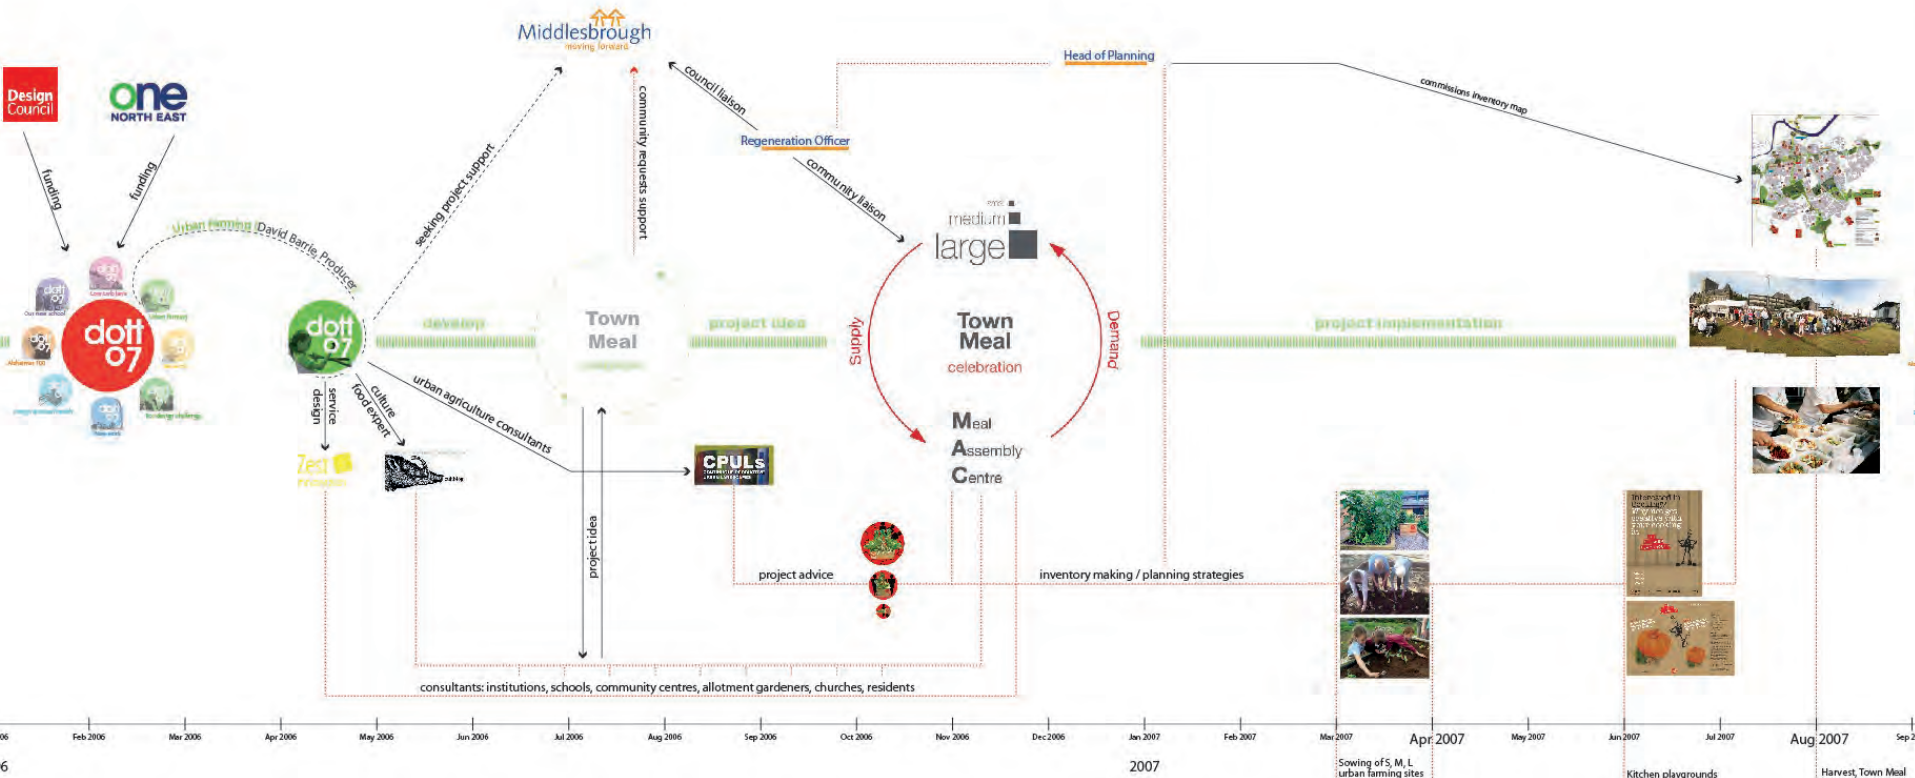 Middlesbrough
moving forward
Head of Planning
Design
Council
one
NORTH EAST
council liaison
commissions inventory map
community requests support
Regeneration Officer
funding
funding
seeking project support
community liaison
medium
large
Urban Farming
David Barrie, Producer
dott
07
dott
07
develop
Town
Meal
project idea
Supply
Town
Meal
celebration
Demand
project implementation
service
design
culture
food expert
urban agriculture consultants
Meal
Assembly
Centre
Zest
CPULs
project idea
project advice
inventory making / planning strategies
consultants: institutions, schools, community centres, allotment gardeners, churches, residents
06
Feb 2006
Mar 2006
Apr 2006
May 2006
Jun 2006
Jul 2006
Aug 2006
Sep 2006
Oct 2006
Nov 2006
Dec 2006
Jan 2007
Feb 2007
Mar 2007
Apr 2007
May 2007
Jun 2007
Jul 2007
Aug 2007
Sep 2
6
2007
Sowing of S, M, L
urban farming sites
Kitchen playgrounds
Harvest, Town Meal